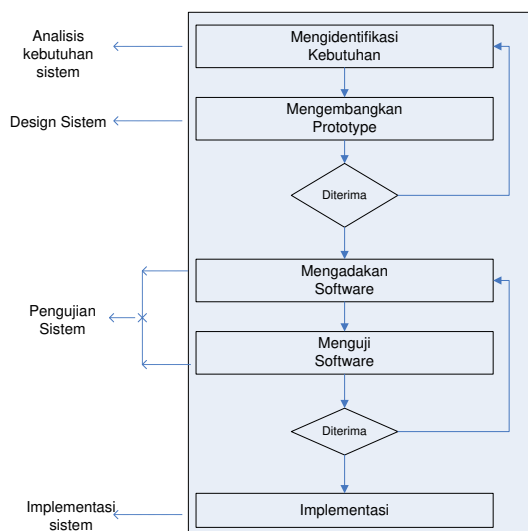 Analisis
kebutuhan
sistem
Mengidentifikasi
Kebutuhan
Design Sistem
Mengembangkan
Prototype
Diterima
Mengadakan
Software
Pengujian
Sistem
Menguji
Software
Diterima
Implementasi
sistem
Implementasi